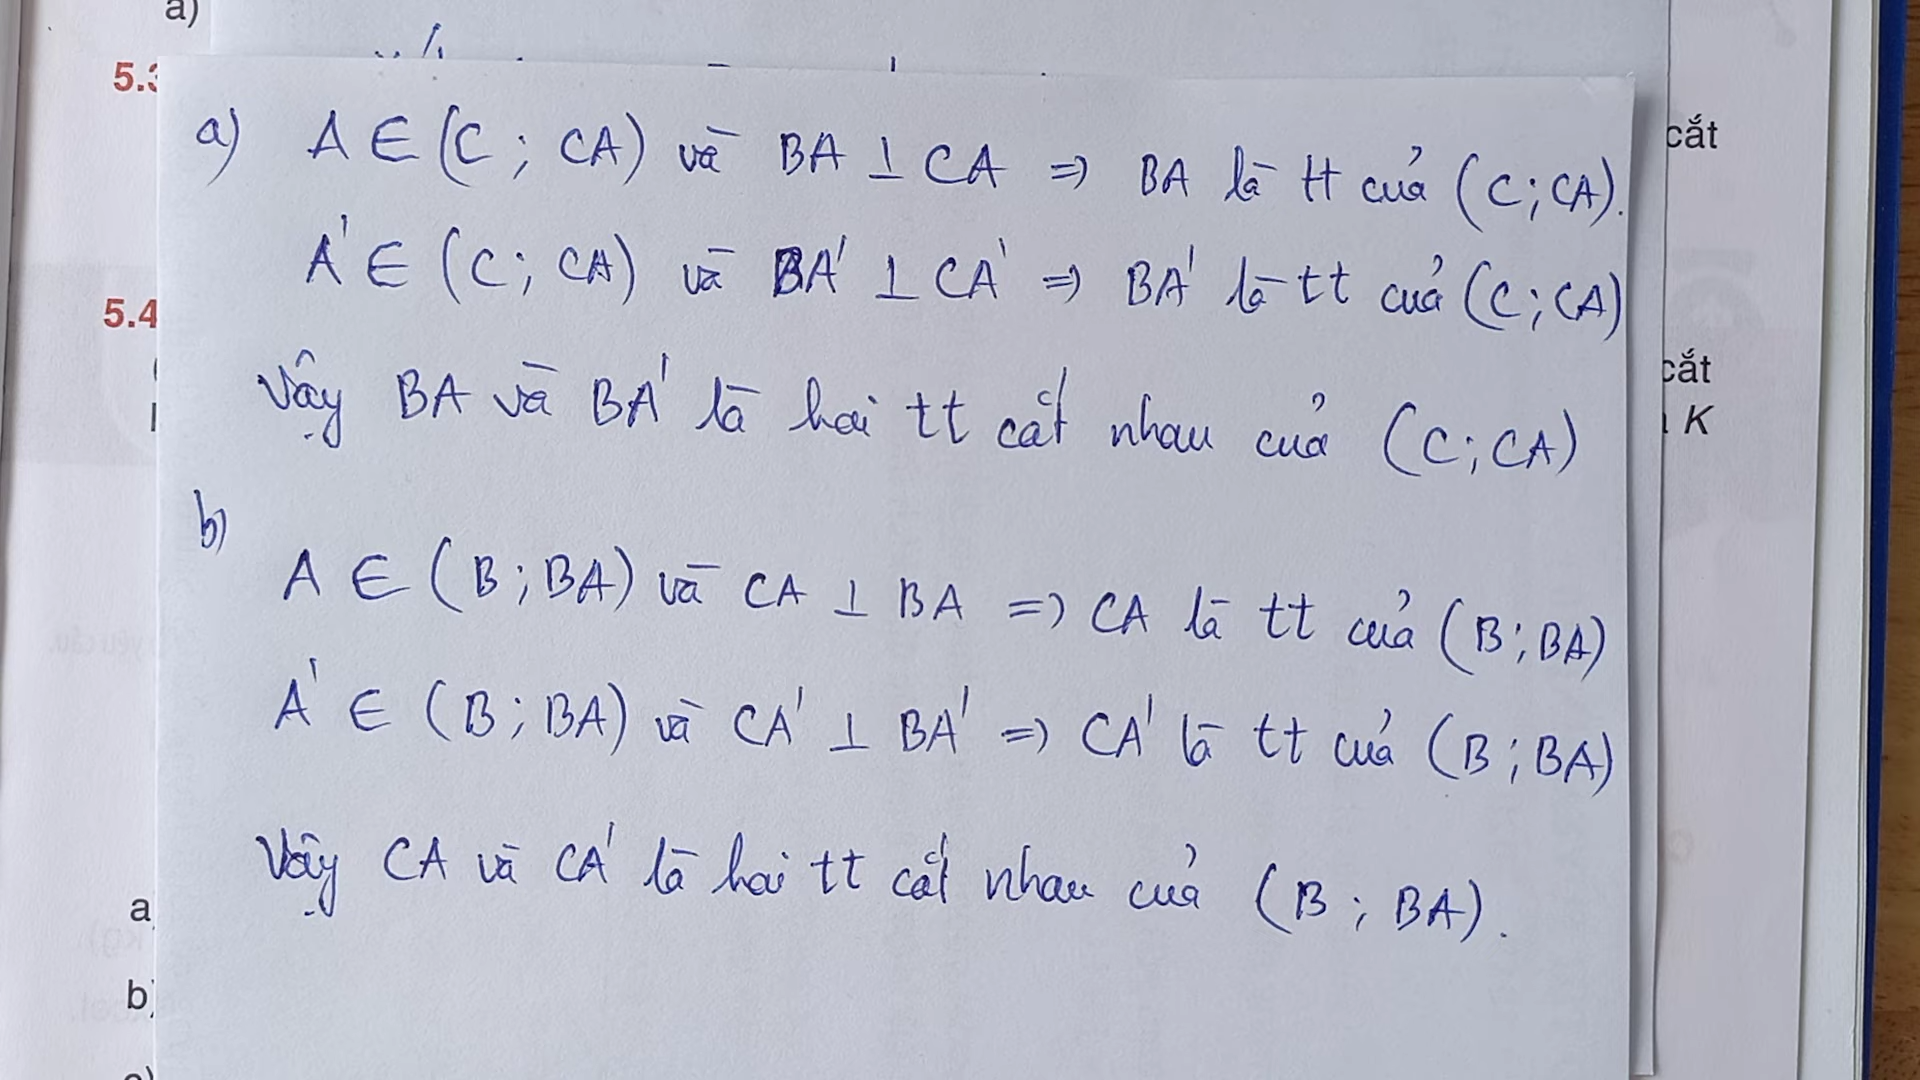 a)
5.3
cắt
a) A ∈ (C ; CA) và BA ⊥ CA ⇒ BA là tt của (C ; CA).
A' ∈ (C ; CA) và BA' ⊥ CA' ⇒ BA' là tt của (C ; CA)
5.4
cắt
K
Vậy BA và BA' là hai tt cắt nhau của (C ; CA)
b)
A ∈ (B ; BA) và CA ⊥ BA ⇒ CA là tt của (B ; BA)
A' ∈ (B ; BA) và CA' ⊥ BA' ⇒ CA' là tt của (B ; BA)
Vậy CA và CA' là hai tt cắt nhau của (B ; BA).
a
b)